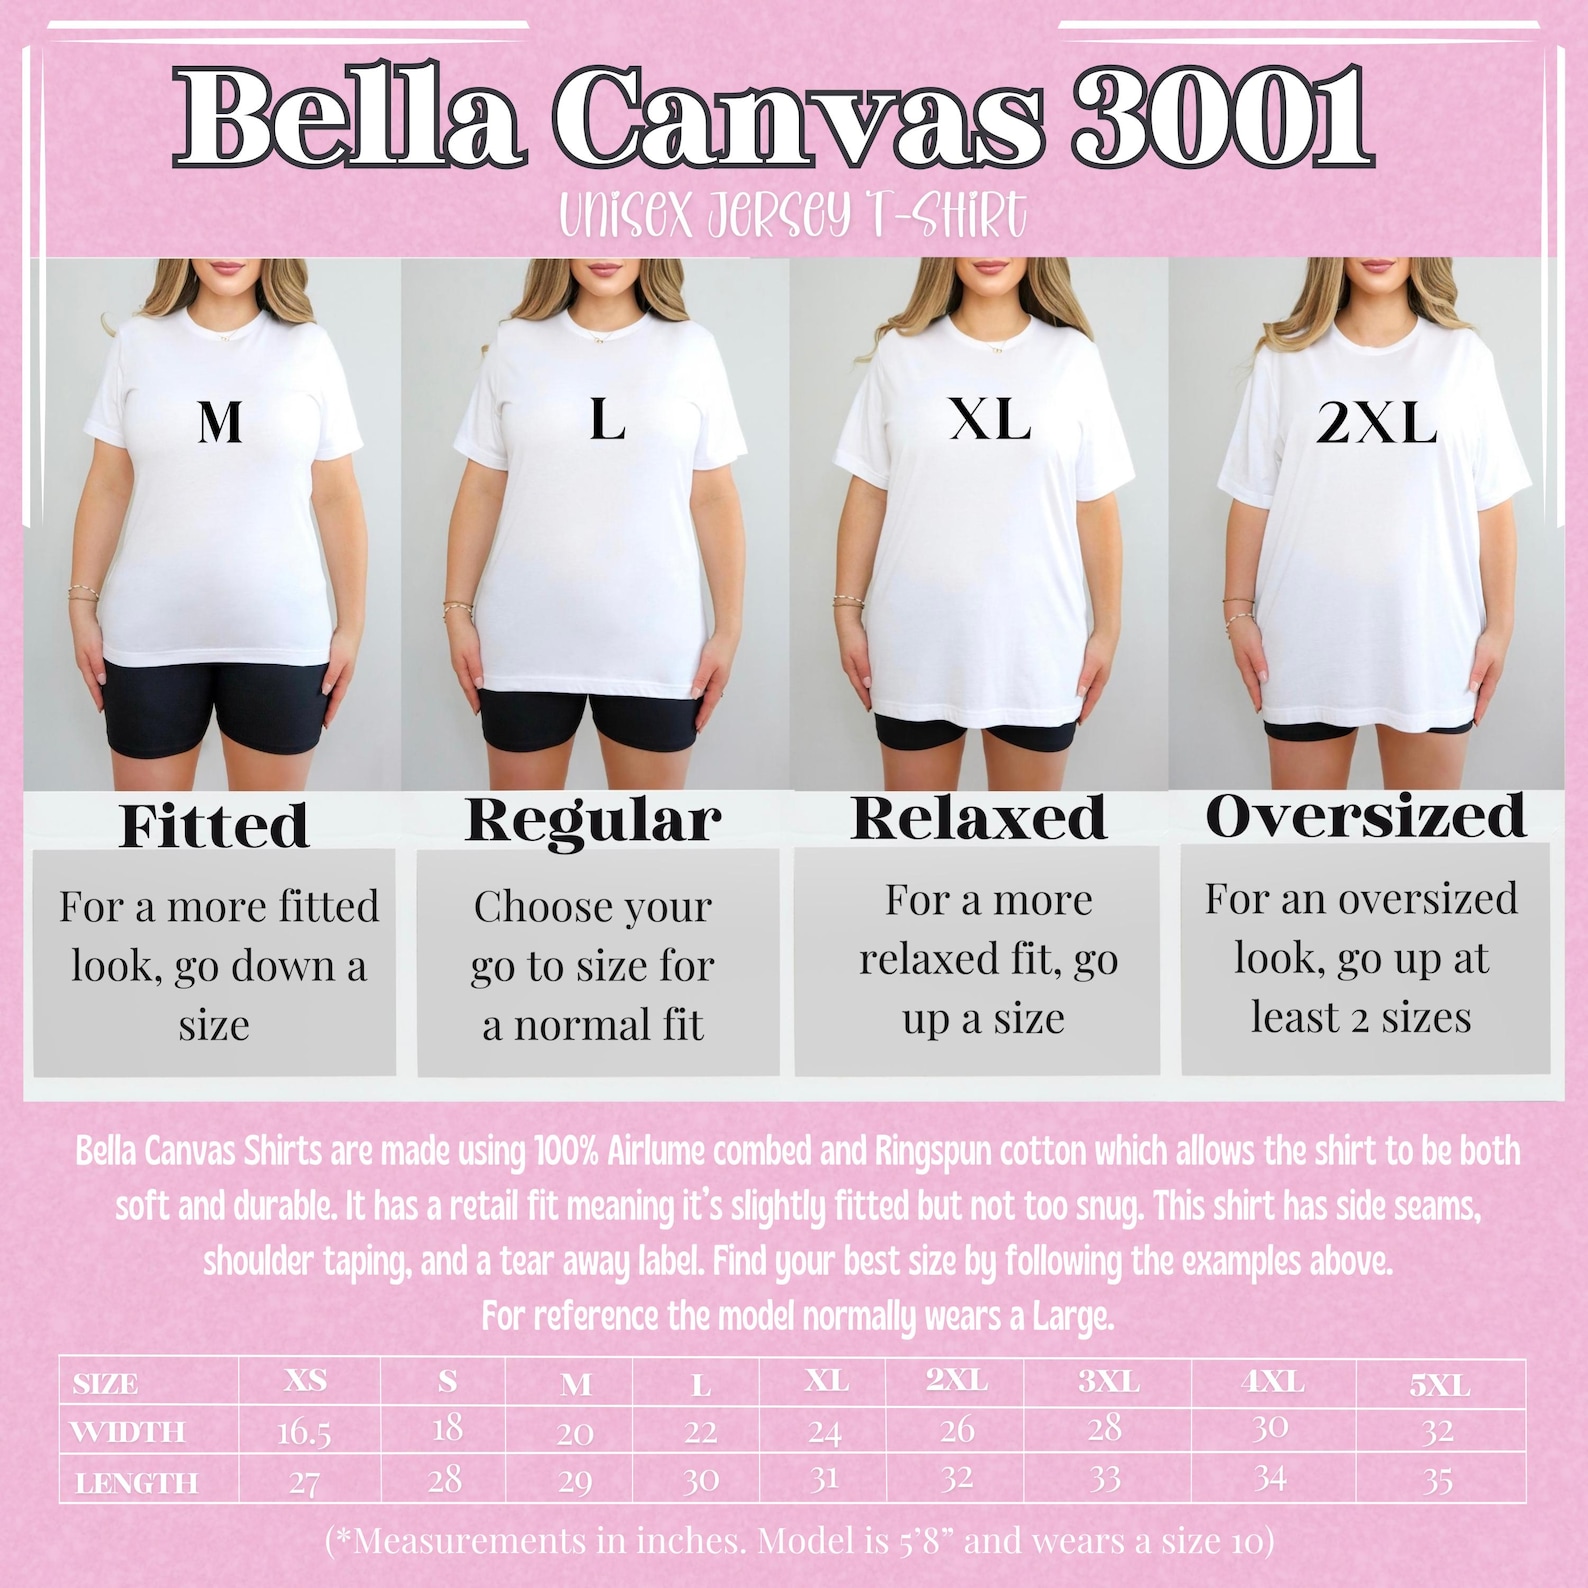 Bella Canvas 3001
UNISEX JERSEY T-SHIRT
M
L
XL
2XL
Fitted
Regular
Relaxed
Oversized
For a more fitted
look, go down a
size
Choose your
go to size for
a normal fit
For a more
relaxed fit, go
up a size
For an oversized
look, go up at
least 2 sizes
Bella Canvas Shirts are made using 100% Airlume combed and Ringspun cotton which allows the shirt to be both
soft and durable. It has a retail fit meaning it's slightly fitted but not too snug. This shirt has side seams,
shoulder taping, and a tear away label. Find your best size by following the examples above.
For reference the model normally wears a Large.
SIZE XS S M L XL 2XL 3XL 4XL 5XL
WIDTH 16.5 18 20 22 24 26 28 30 32
LENGTH 27 28 29 30 31 32 33 34 35
(*Measurements in inches. Model is 5'8” and wears a size 10)